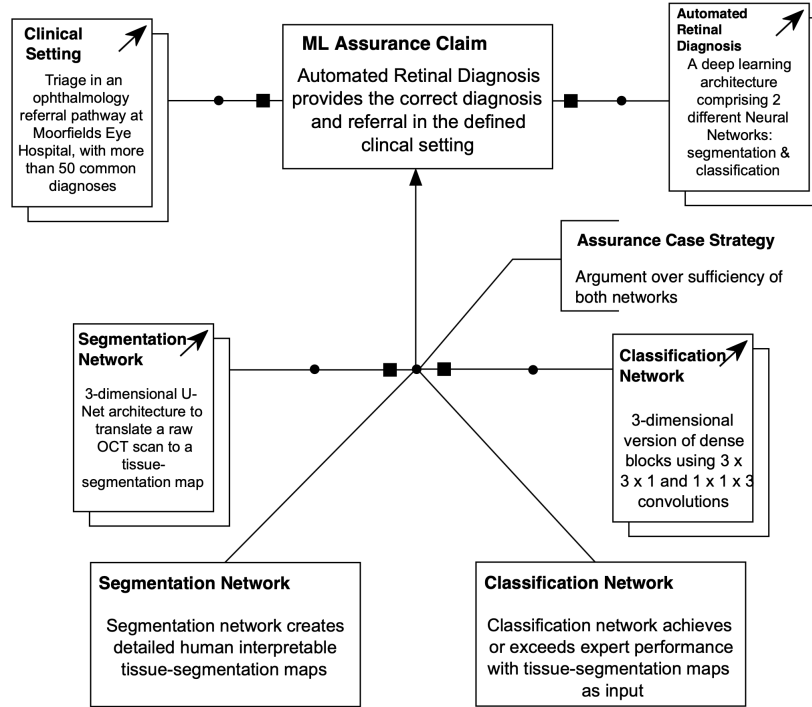 Clinical
Setting
Triage in an
ophthalmology
referral pathway at
Moorfields Eye
Hospital, with more
than 50 common
diagnoses
ML Assurance Claim
Automated Retinal Diagnosis
provides the correct diagnosis
and referral in the defined
clincal setting
Automated
Retinal
Diagnosis
A deep learning
architecture
comprising 2
different Neural
Networks:
segmentation &
classification
Assurance Case Strategy
Argument over sufficiency of
both networks
Segmentation
Network
3-dimensional U-
Net architecture to
translate a raw
OCT scan to a
tissue-
segmentation map
Classification
Network
3-dimensional
version of dense
blocks using 3 x
3 x 1 and 1 x 1 x 3
convolutions
Segmentation Network
Segmentation network creates
detailed human interpretable
tissue-segmentation maps
Classification Network
Classification network achieves
or exceeds expert performance
with tissue-segmentation maps
as input